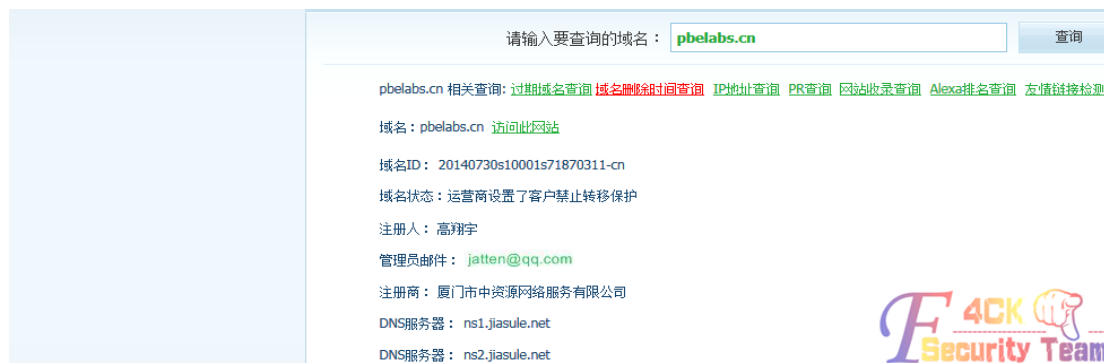 请输入要查询的域名： pbelabs.cn 查询
pbelabs.cn 相关查询: 过期域名查询 域名删除时间查询 IP地址查询 PR查询 网站收录查询 Alexa排名查询 友情链接检测
域名：pbelabs.cn 访问此网站
域名ID： 20140730s10001s71870311-cn
域名状态：运营商设置了客户禁止转移保护
注册人： 高翔宇
管理员邮件： jatten@qq.com
注册商： 厦门市中资源网络服务有限公司
DNS服务器： ns1.jiasule.net
DNS服务器： ns2.jiasule.net
F4CK
Security Team